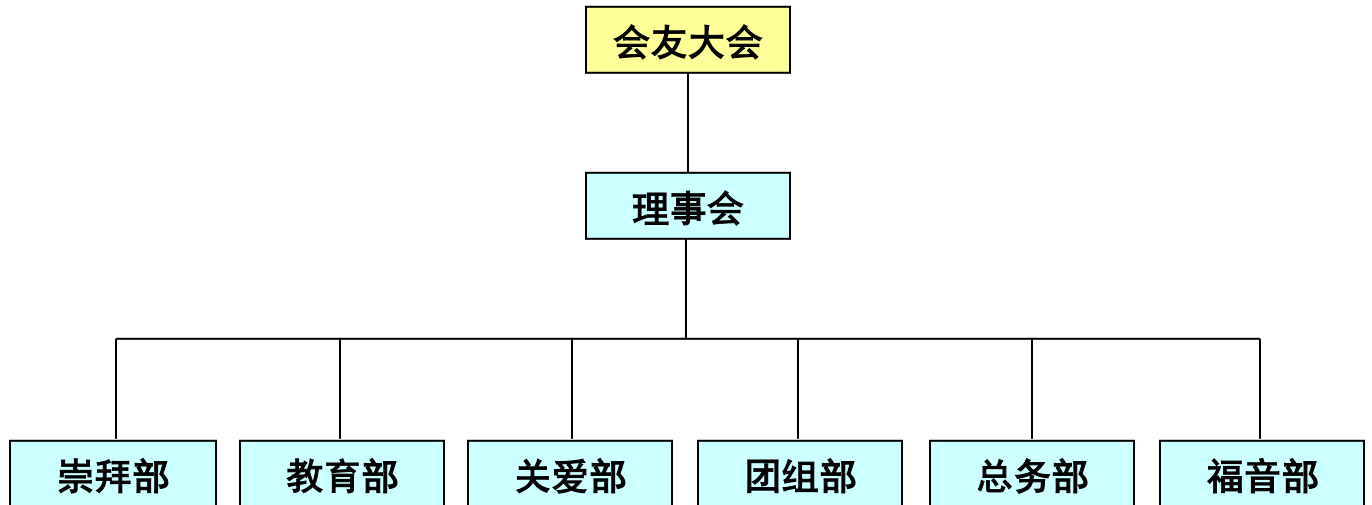 会友大会
理事会
崇拜部
教育部
关爱部
团组部
总务部
福音部